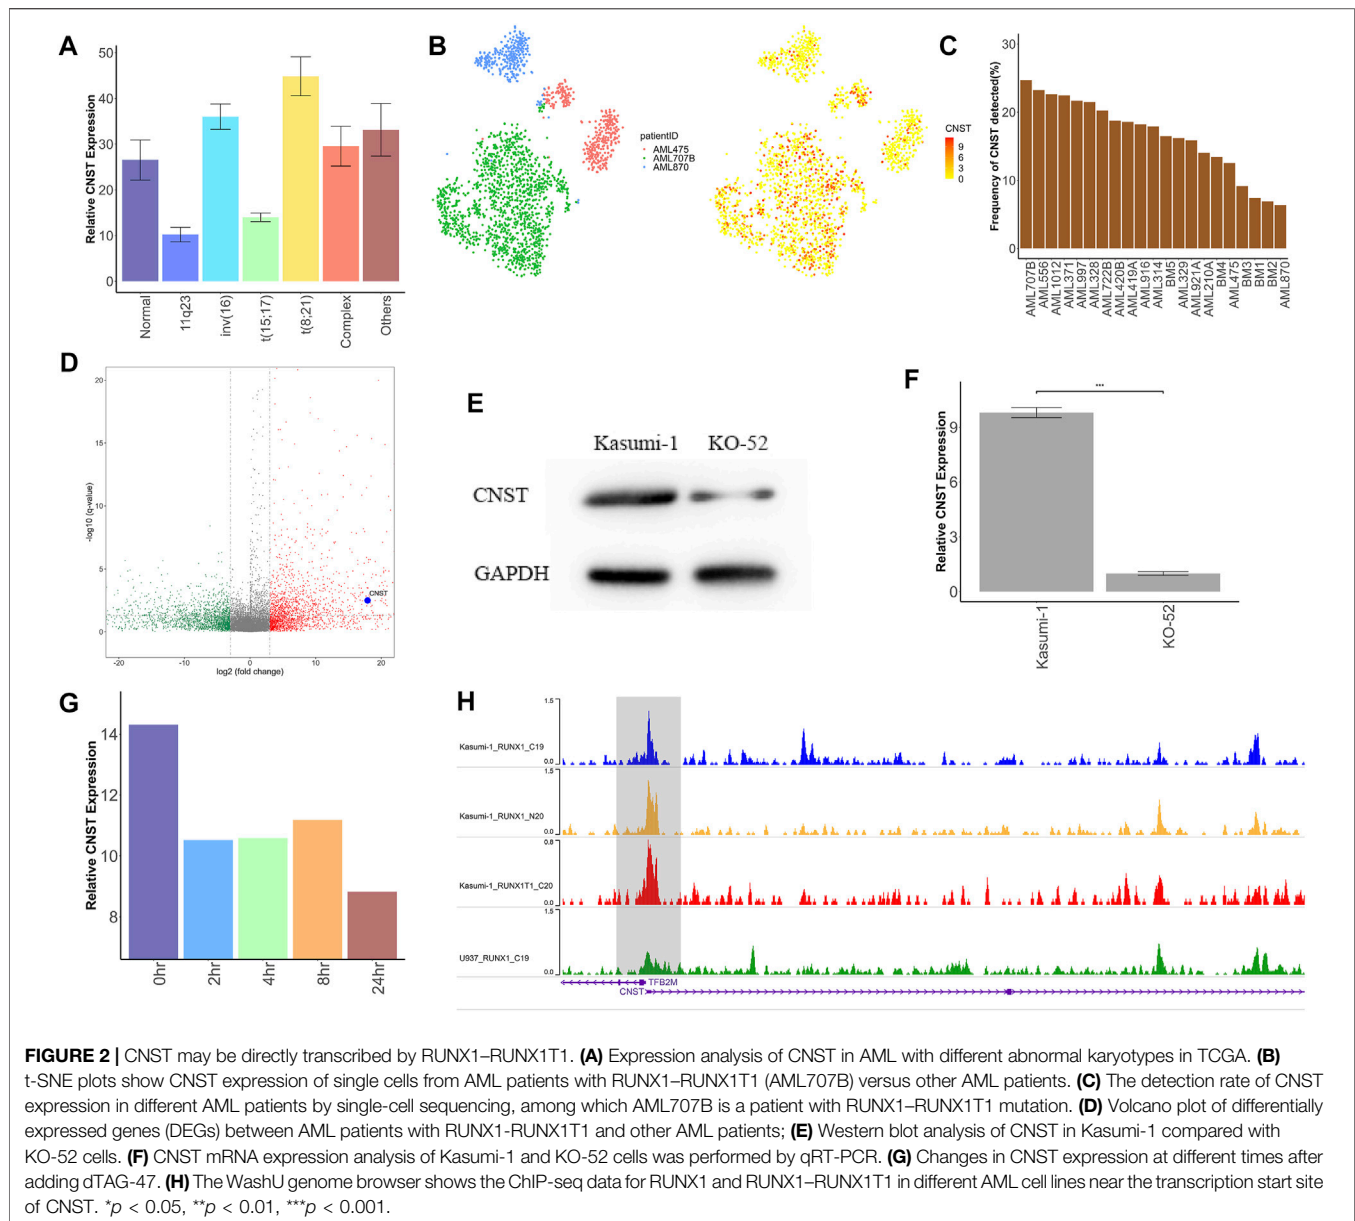 A
Relative CNST Expression
50
40
30
20
10
0
Normal
11q23
inv(16)
t(15;17)
t(8;21)
Complex
Others
B
patientID
AML475
AML707B
AML870
CNST
9
6
3
0
C
Frequency of CNST detected(%)
30
20
10
0
AML707B
AML556
AML1012
AML371
AML997
AML328
AML722B
AML420B
AML419A
AML916
AML314
BM5
AML329
AML921A
AML210A
BM4
AML475
BM3
BM1
BM2
AML870
D
-log10 (q-value)
20
15
10
5
0
CNST
-20
-10
0
10
20
log2 (fold change)
E
Kasumi-1 KO-52
CNST
GAPDH
F
Relative CNST Expression
9
6
3
0
***
Kasumi-1
KO-52
G
Relative CNST Expression
14
12
10
8
0hr
2hr
4hr
8hr
24hr
H
1.5
Kasumi-1_RUNX1_C19
0.0
1.5
Kasumi-1_RUNX1_N20
0.0
0.8
Kasumi-1_RUNX1T1_C20
0.0
1.5
U937_RUNX1_C19
0.0
TFB2M
CNST
FIGURE 2 | CNST may be directly transcribed by RUNX1–RUNX1T1. (A) Expression analysis of CNST in AML with different abnormal karyotypes in TCGA. (B)
t-SNE plots show CNST expression of single cells from AML patients with RUNX1–RUNX1T1 (AML707B) versus other AML patients. (C) The detection rate of CNST
expression in different AML patients by single-cell sequencing, among which AML707B is a patient with RUNX1–RUNX1T1 mutation. (D) Volcano plot of differentially
expressed genes (DEGs) between AML patients with RUNX1-RUNX1T1 and other AML patients; (E) Western blot analysis of CNST in Kasumi-1 compared with
KO-52 cells. (F) CNST mRNA expression analysis of Kasumi-1 and KO-52 cells was performed by qRT-PCR. (G) Changes in CNST expression at different times after
adding dTAG-47. (H) The WashU genome browser shows the ChIP-seq data for RUNX1 and RUNX1–RUNX1T1 in different AML cell lines near the transcription start site
of CNST. *p < 0.05, **p < 0.01, ***p < 0.001.